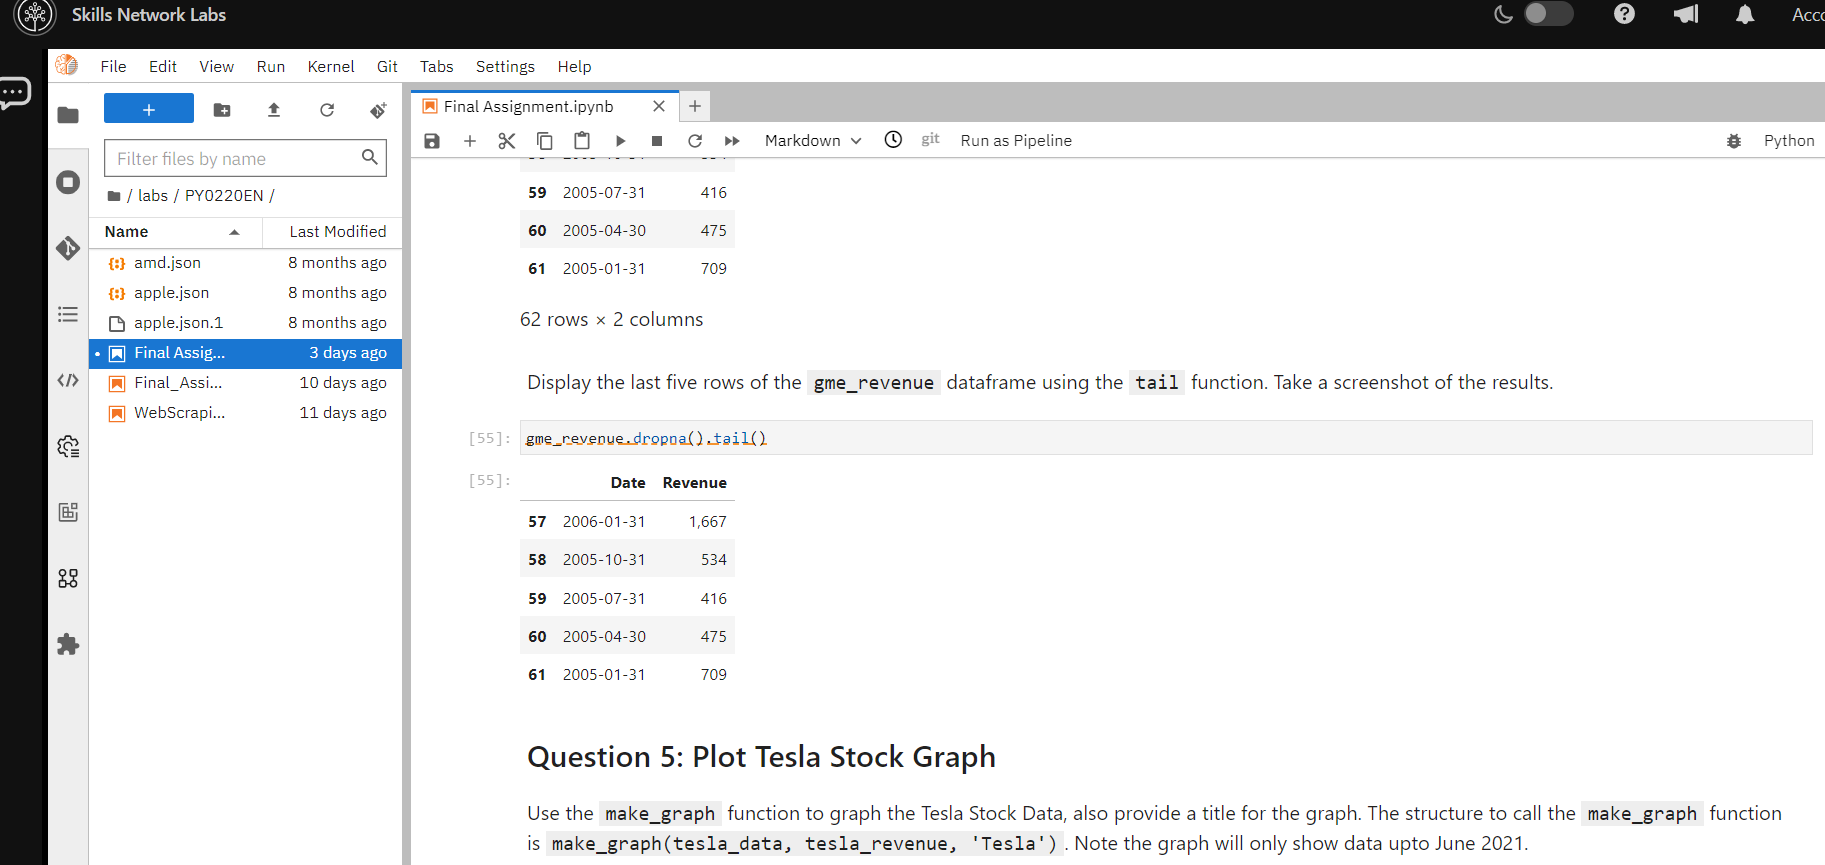 Skills Network Labs
File Edit View Run Kernel Git Tabs Settings Help
Final Assignment.ipynb
Filter files by name
Markdown git Run as Pipeline Python
/ labs / PY0220EN /
Name Last Modified
amd.json 8 months ago
apple.json 8 months ago
apple.json.1 8 months ago
Final Assig... 3 days ago
Final_Assi... 10 days ago
WebScrapi... 11 days ago
59 2005-07-31 416
60 2005-04-30 475
61 2005-01-31 709
62 rows × 2 columns
Display the last five rows of the gme_revenue dataframe using the tail function. Take a screenshot of the results.
[55]: gme_revenue.dropna().tail()
[55]: Date Revenue
57 2006-01-31 1,667
58 2005-10-31 534
59 2005-07-31 416
60 2005-04-30 475
61 2005-01-31 709
Question 5: Plot Tesla Stock Graph
Use the make_graph function to graph the Tesla Stock Data, also provide a title for the graph. The structure to call the make_graph function
is make_graph(tesla_data, tesla_revenue, 'Tesla') . Note the graph will only show data upto June 2021.